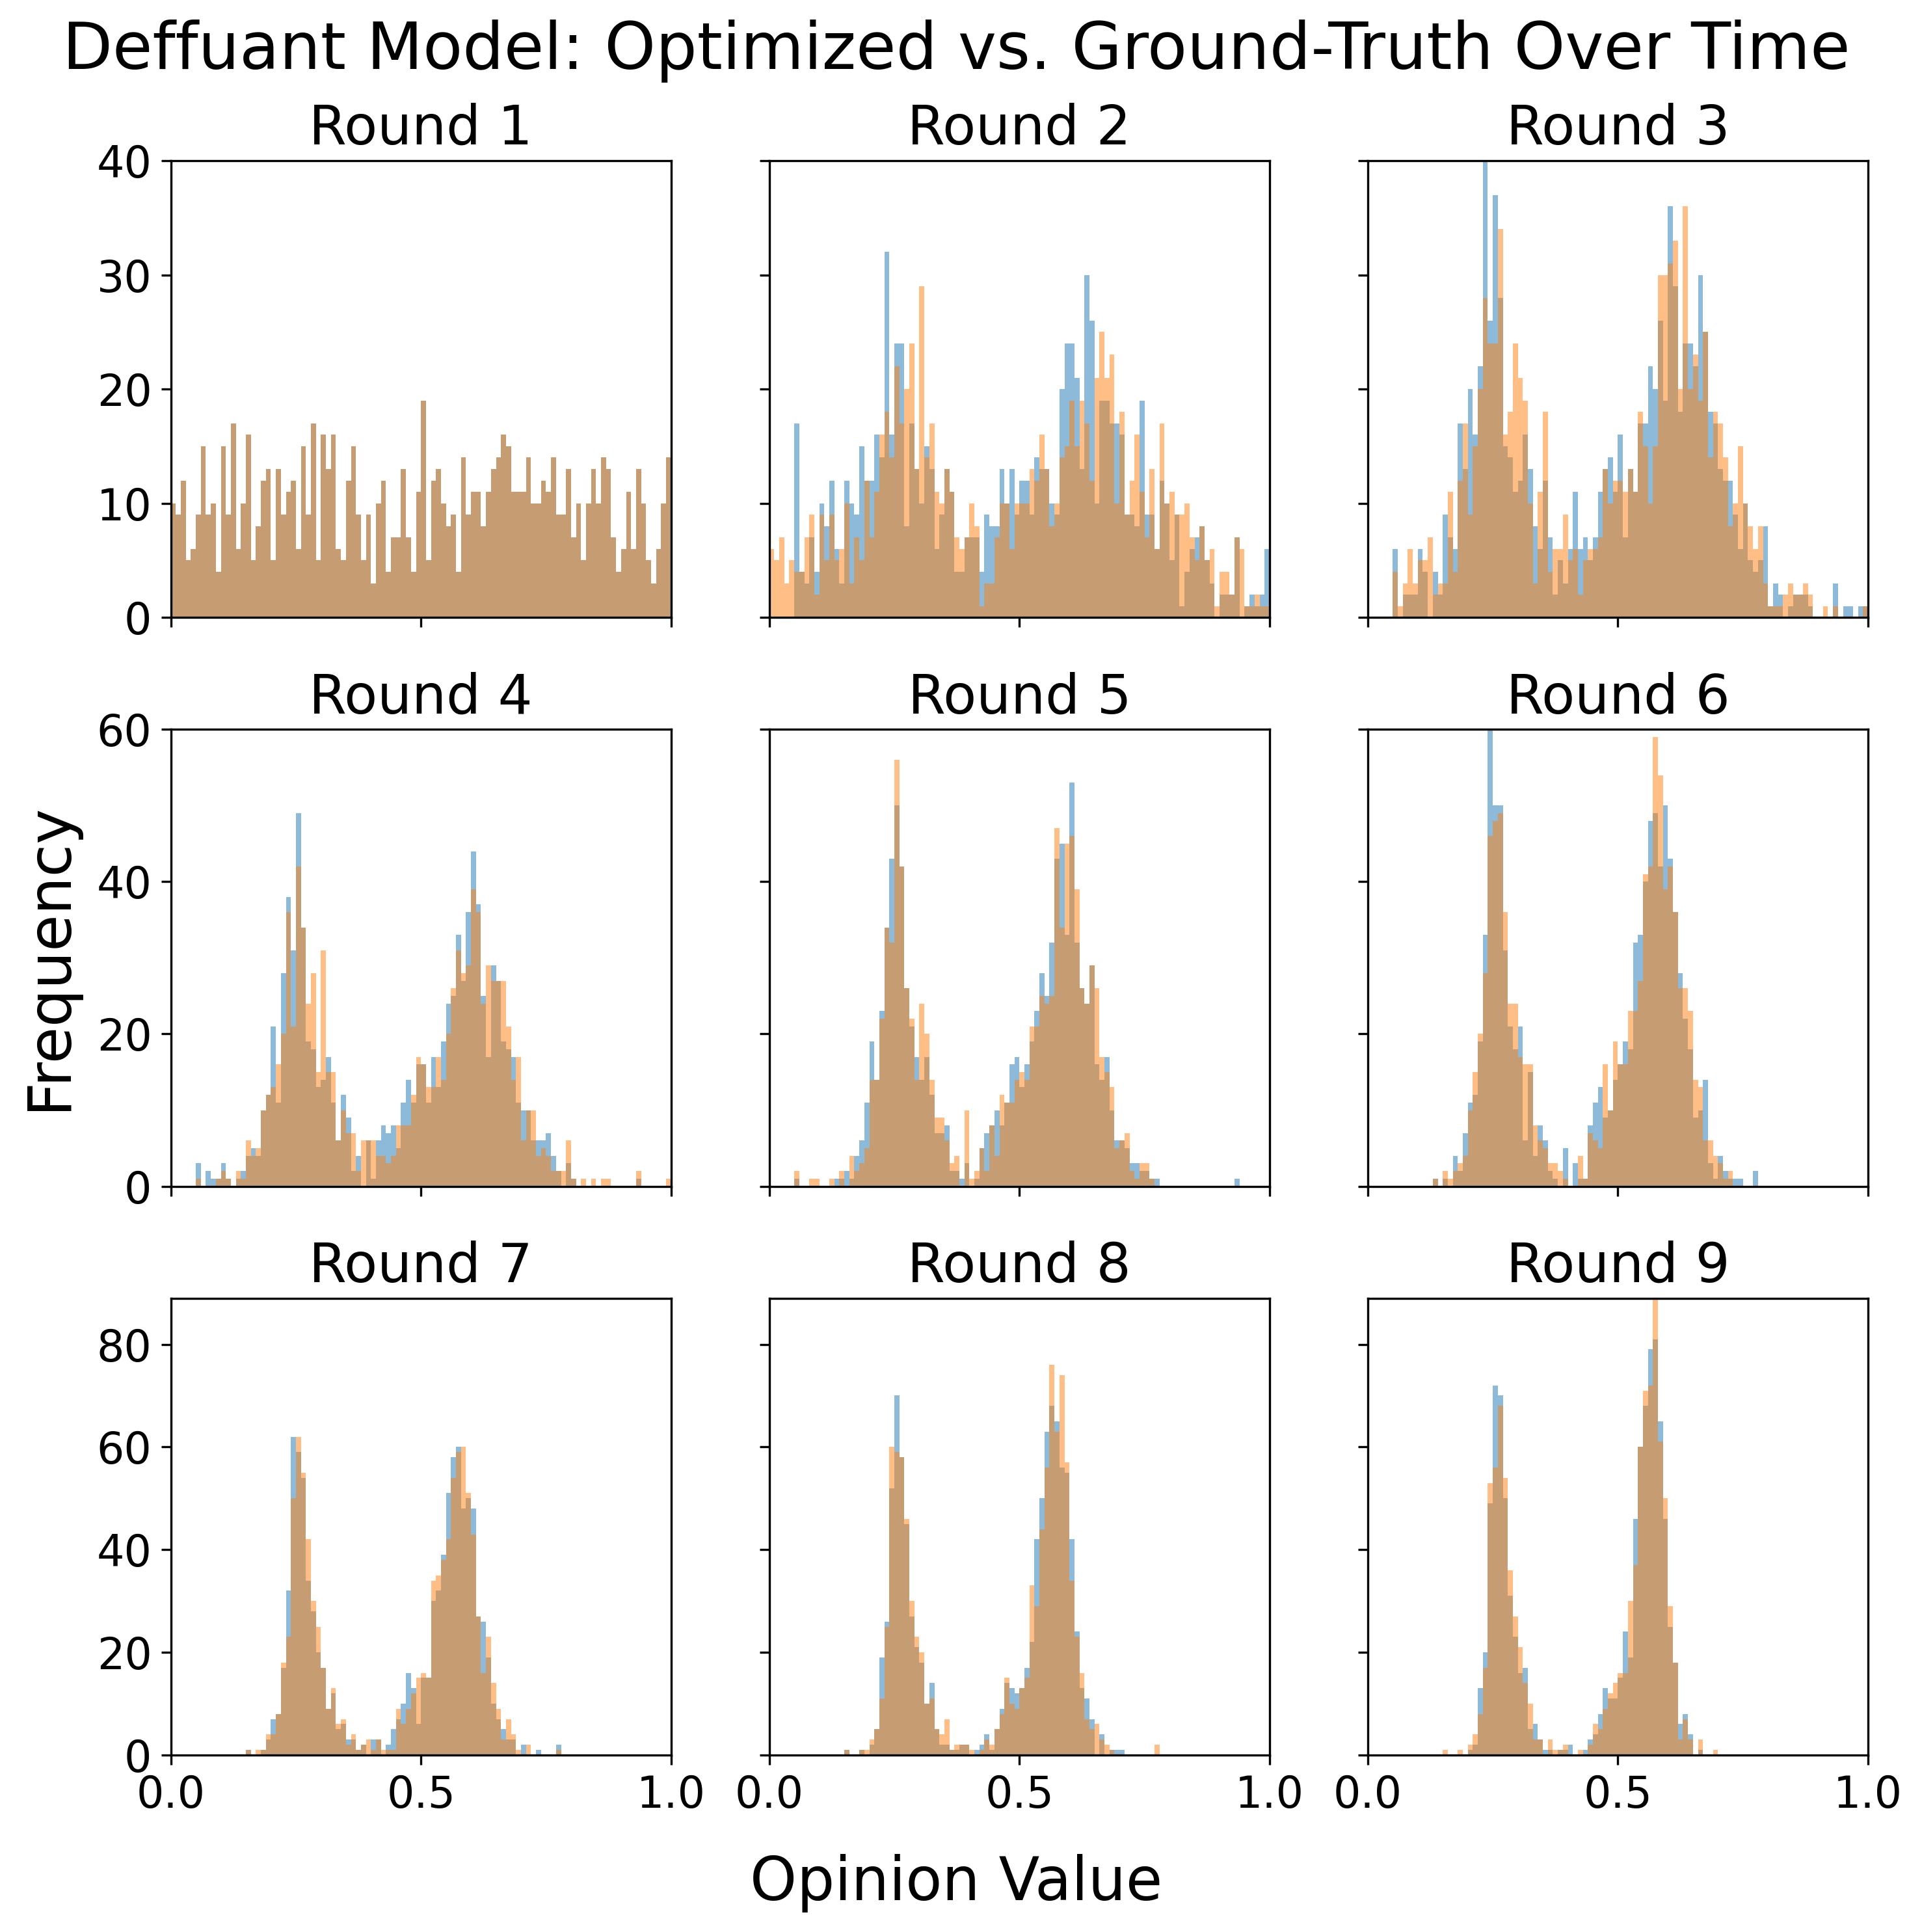 Deffuant Model: Optimized vs. Ground-Truth Over Time
Round 1
Round 2
Round 3
40
30
20
10
0
Round 4
Round 5
Round 6
60
40
20
0
Frequency
Round 7
Round 8
Round 9
80
60
40
20
0
0.0 0.5 1.0 0.0 0.5 1.0 0.0 0.5 1.0
Opinion Value